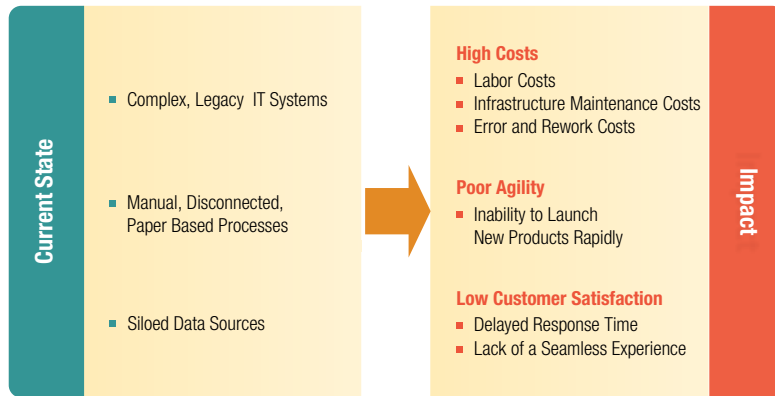 Current State
Complex, Legacy IT Systems
Manual, Disconnected,
Paper Based Processes
Siloed Data Sources
High Costs
Labor Costs
Infrastructure Maintenance Costs
Error and Rework Costs
Poor Agility
Inability to Launch
New Products Rapidly
Low Customer Satisfaction
Delayed Response Time
Lack of a Seamless Experience
Impact